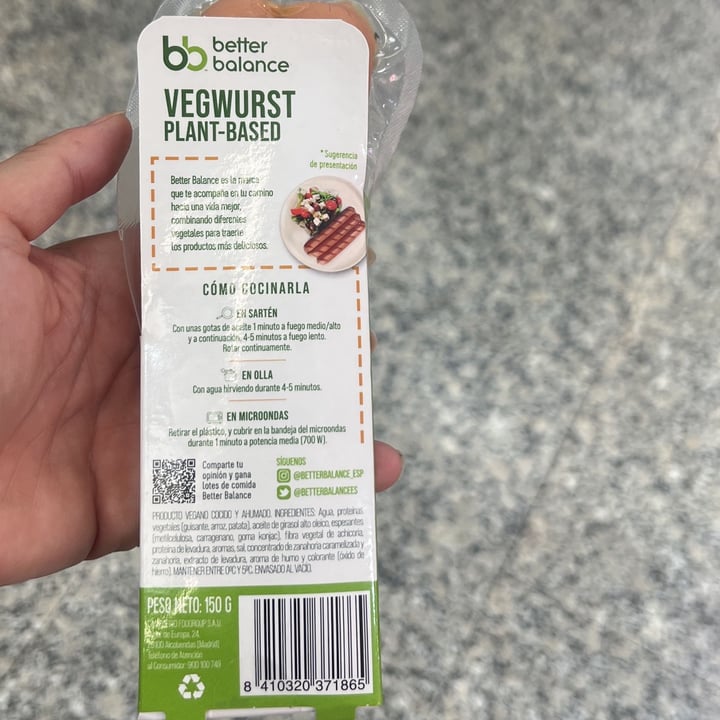 bb better
balance
VEGWURST
PLANT-BASED
*Sugerencia
de presentación
Better Balance es la marca
que te acompaña en tu camino
hacia una vida mejor,
combinando diferentes
vegetales para traerte
los productos más deliciosos.
CÓMO COCINARLA
EN SARTÉN
Con unas gotas de aceite 1 minuto a fuego medio/alto
y a continuación, 4-5 minutos a fuego lento.
Rotar continuamente.
EN OLLA
Con agua hirviendo durante 4-5 minutos.
EN MICROONDAS
Retirar el plástico, y cubrir en la bandeja del microondas
durante 1 minuto a potencia media (700 W).
Comparte tu
opinión y gana
lotes de comida
Better Balance
SÍGUENOS
@BETTERBALANCE_ESP
@BETTERBALANCEES
PRODUCTO VEGANO COCIDO Y AHUMADO. INGREDIENTES: Agua, proteínas
vegetales (guisante, arroz, patata), aceite de girasol alto oleico, espesantes
(metilcelulosa, carragenano, goma konjac), fibra vegetal de achicoria,
proteína de levadura, aromas, sal, concentrado de zanahoria caramelizada y
zanahoria, extracto de levadura, aroma de humo y colorante (óxido de
hierro). MANTENER ENTRE 0ºC Y 5ºC. ENVASADO AL VACÍO.
PESO NETO: 150 G
FOODGROUP S.A.U.
de Europa, 24
Alcobendas (Madrid)
Teléfono de Atención
al Consumidor: 900 100 749
8 410320 371865